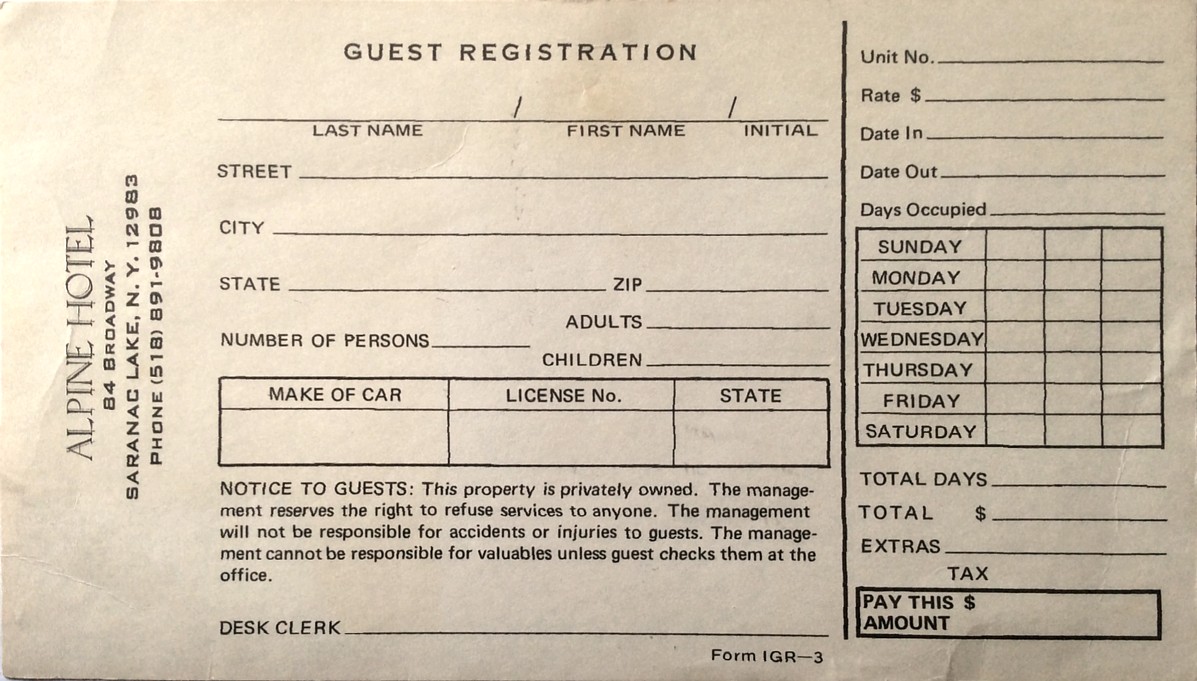 ALPINE HOTEL
84 BROADWAY
SARANAC LAKE, N. Y. 12983
PHONE (518) 891-9808
GUEST REGISTRATION
/ /
LAST NAME FIRST NAME INITIAL
STREET
CITY
STATE ZIP
ADULTS
NUMBER OF PERSONS
CHILDREN
MAKE OF CAR LICENSE No. STATE
NOTICE TO GUESTS: This property is privately owned. The manage-
ment reserves the right to refuse services to anyone. The management
will not be responsible for accidents or injuries to guests. The manage-
ment cannot be responsible for valuables unless guest checks them at the
office.
DESK CLERK
Form IGR—3
Unit No.
Rate $
Date In
Date Out
Days Occupied
SUNDAY
MONDAY
TUESDAY
WEDNESDAY
THURSDAY
FRIDAY
SATURDAY
TOTAL DAYS
TOTAL $
EXTRAS
TAX
PAY THIS $
AMOUNT